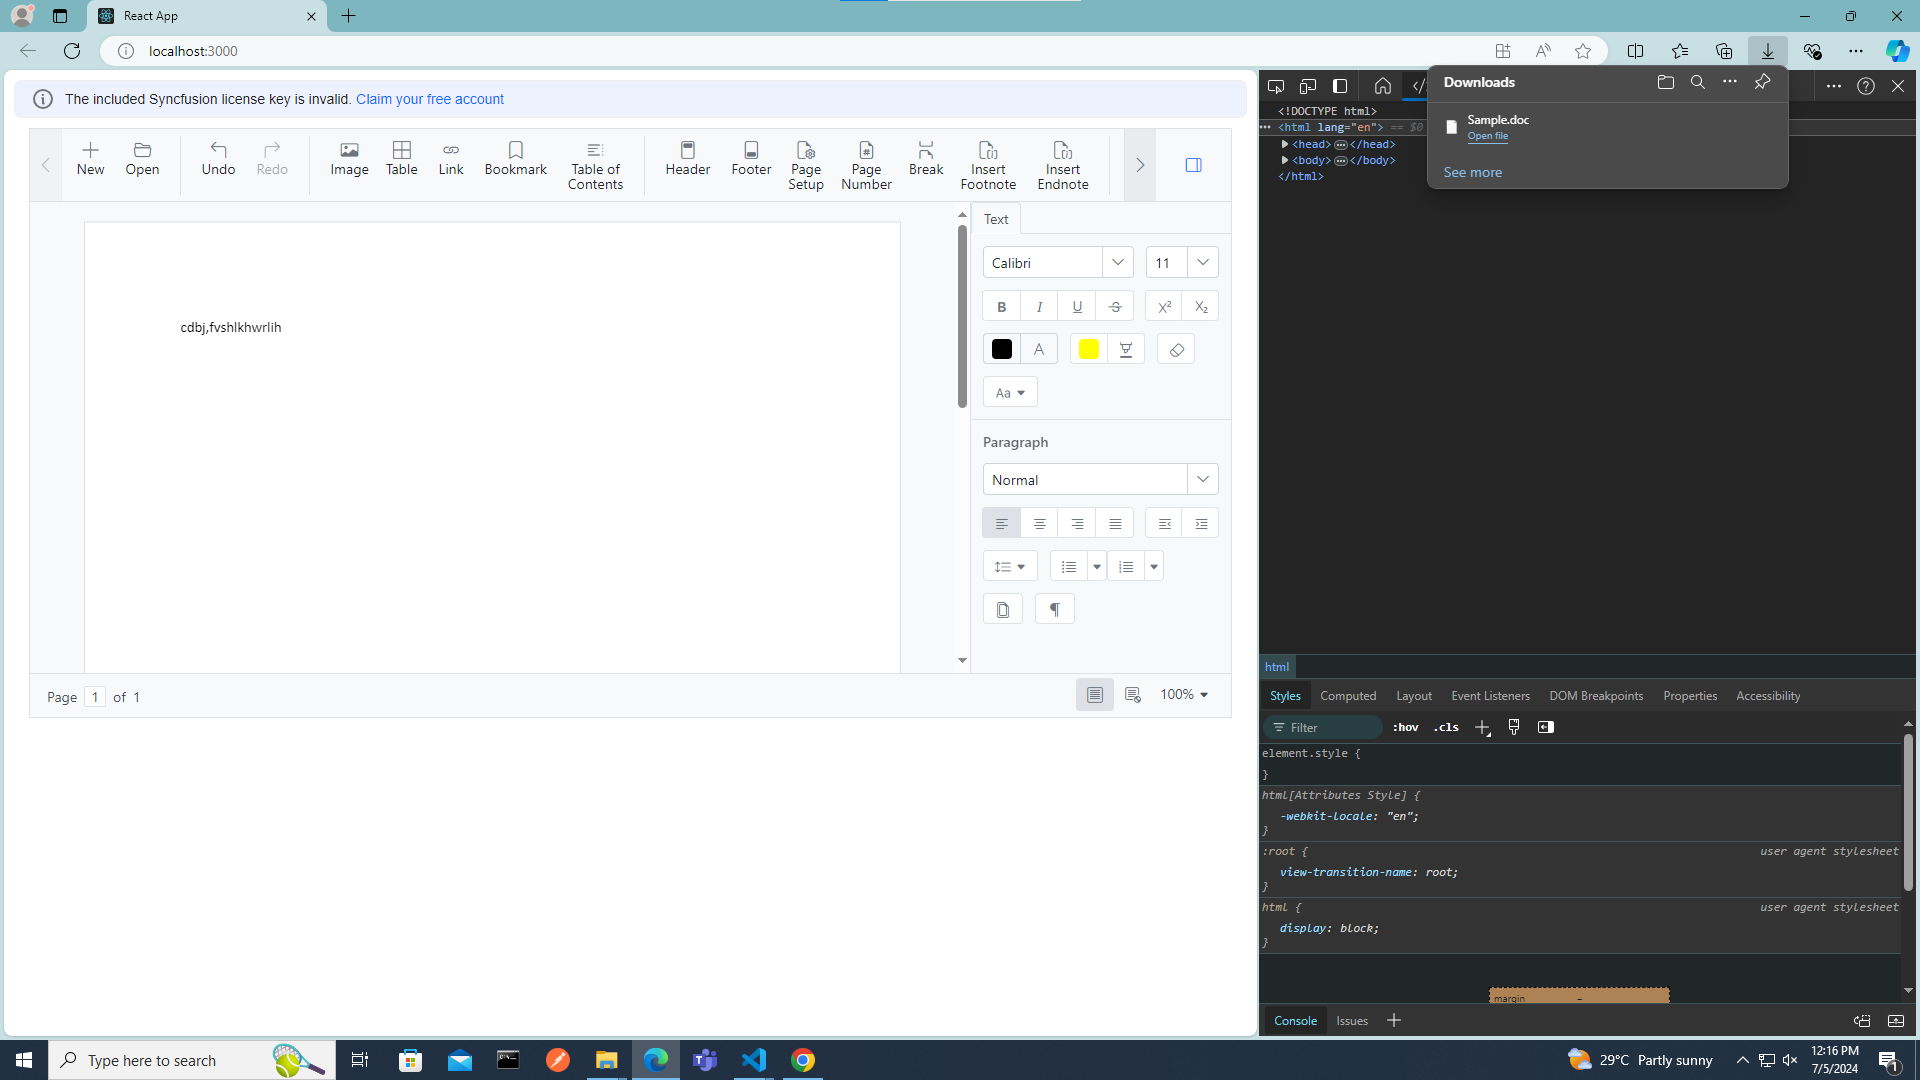 React App
localhost:3000
The included Syncfusion license key is invalid. Claim your free account
New Open Undo Redo Image Table Link Bookmark Table of Contents Header Footer Page Setup Page Number Break Insert Footnote Insert Endnote
Text
Calibri 11
B I U S X² X₂
A
Aa
Paragraph
Normal
cdbj,fvshlkhwrlih
Page 1 of 1
100%
Downloads
Sample.doc
Open file
See more
<!DOCTYPE html>
<html lang="en"> == $0
<head> </head>
<body> </body>
</html>
html
Styles Computed Layout Event Listeners DOM Breakpoints Properties Accessibility
Filter :hov .cls
element.style {
}
html[Attributes Style] {
-webkit-locale: "en";
}
:root { user agent stylesheet
view-transition-name: root;
}
html { user agent stylesheet
display: block;
}
margin –
Console Issues
Type here to search
29°C Partly sunny
12:16 PM
7/5/2024
1